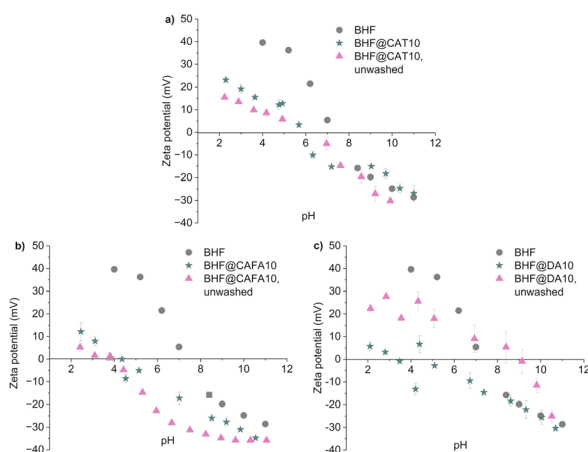 a)
50
40
30
20
10
0
−10
−20
−30
−40
Zeta potential (mV)
2 4 6 8 10 12
pH
BHF
BHF@CAT10
BHF@CAT10,
unwashed
b)
50
40
30
20
10
0
−10
−20
−30
−40
Zeta potential (mV)
0 2 4 6 8 10 12
pH
BHF
BHF@CAFA10
BHF@CAFA10,
unwashed
c)
50
40
30
20
10
0
-10
-20
-30
-40
Zeta potential (mV)
0 2 4 6 8 10 12
pH
BHF
BHF@DA10
BHF@DA10,
unwashed